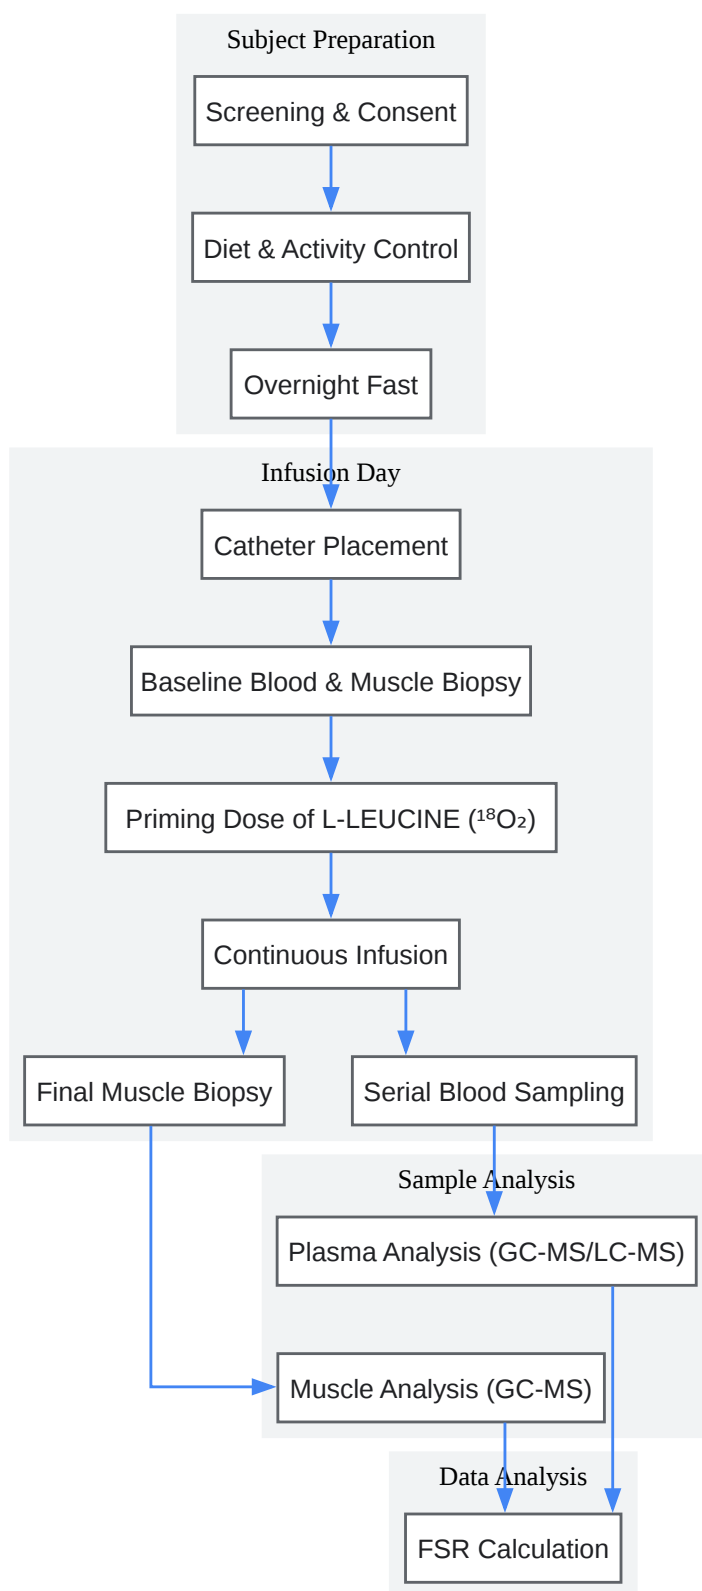 Subject Preparation
Screening & Consent
Diet & Activity Control
Overnight Fast
Infusion Day
Catheter Placement
Baseline Blood & Muscle Biopsy
Priming Dose of L-LEUCINE (¹⁸O₂)
Continuous Infusion
Final Muscle Biopsy
Serial Blood Sampling
Sample Analysis
Plasma Analysis (GC-MS/LC-MS)
Muscle Analysis (GC-MS)
Data Analysis
FSR Calculation